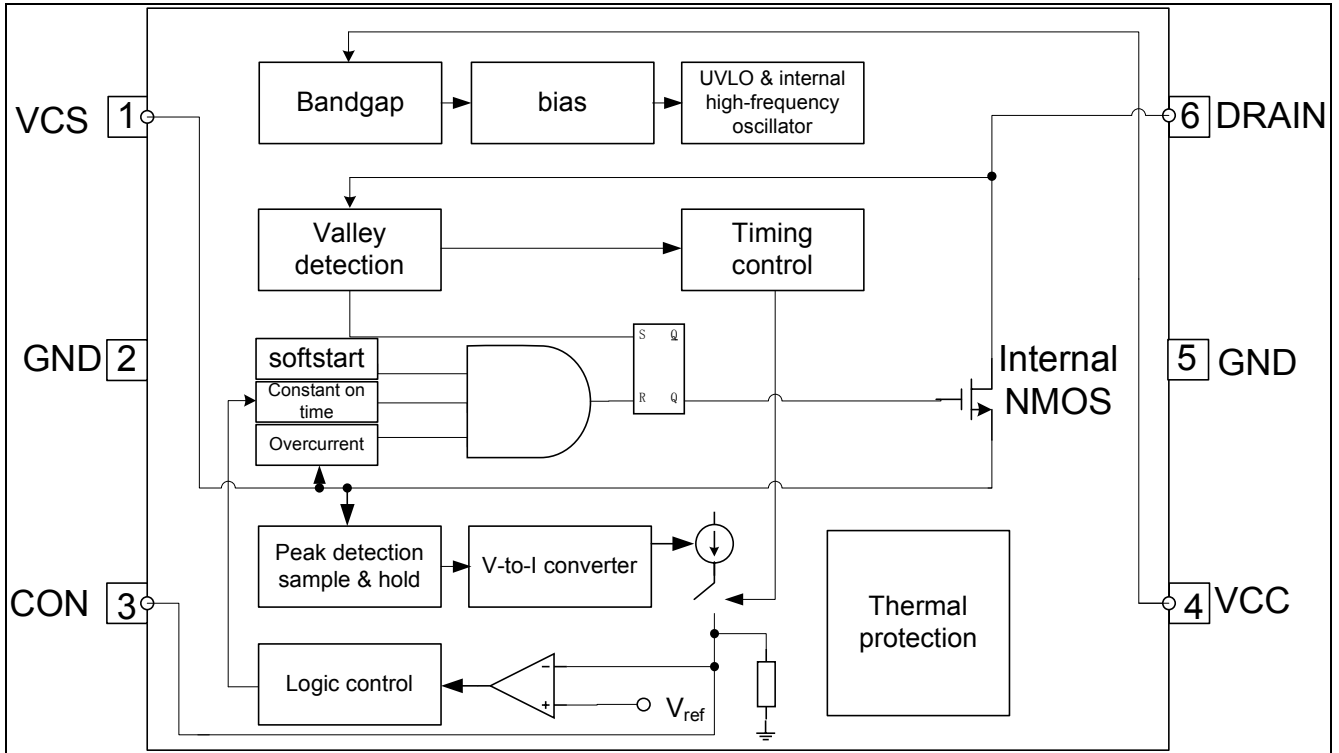 Bandgap
bias
UVLO & internal
high-frequency
oscillator
VCS
1
6
DRAIN
Valley
detection
Timing
control
GND
2
softstart
Constant on
time
Overcurrent
S Q
R Q
Internal
NMOS
5
GND
Peak detection
sample & hold
V-to-I converter
Thermal
protection
CON
3
4
VCC
Logic control
-
+
Vref